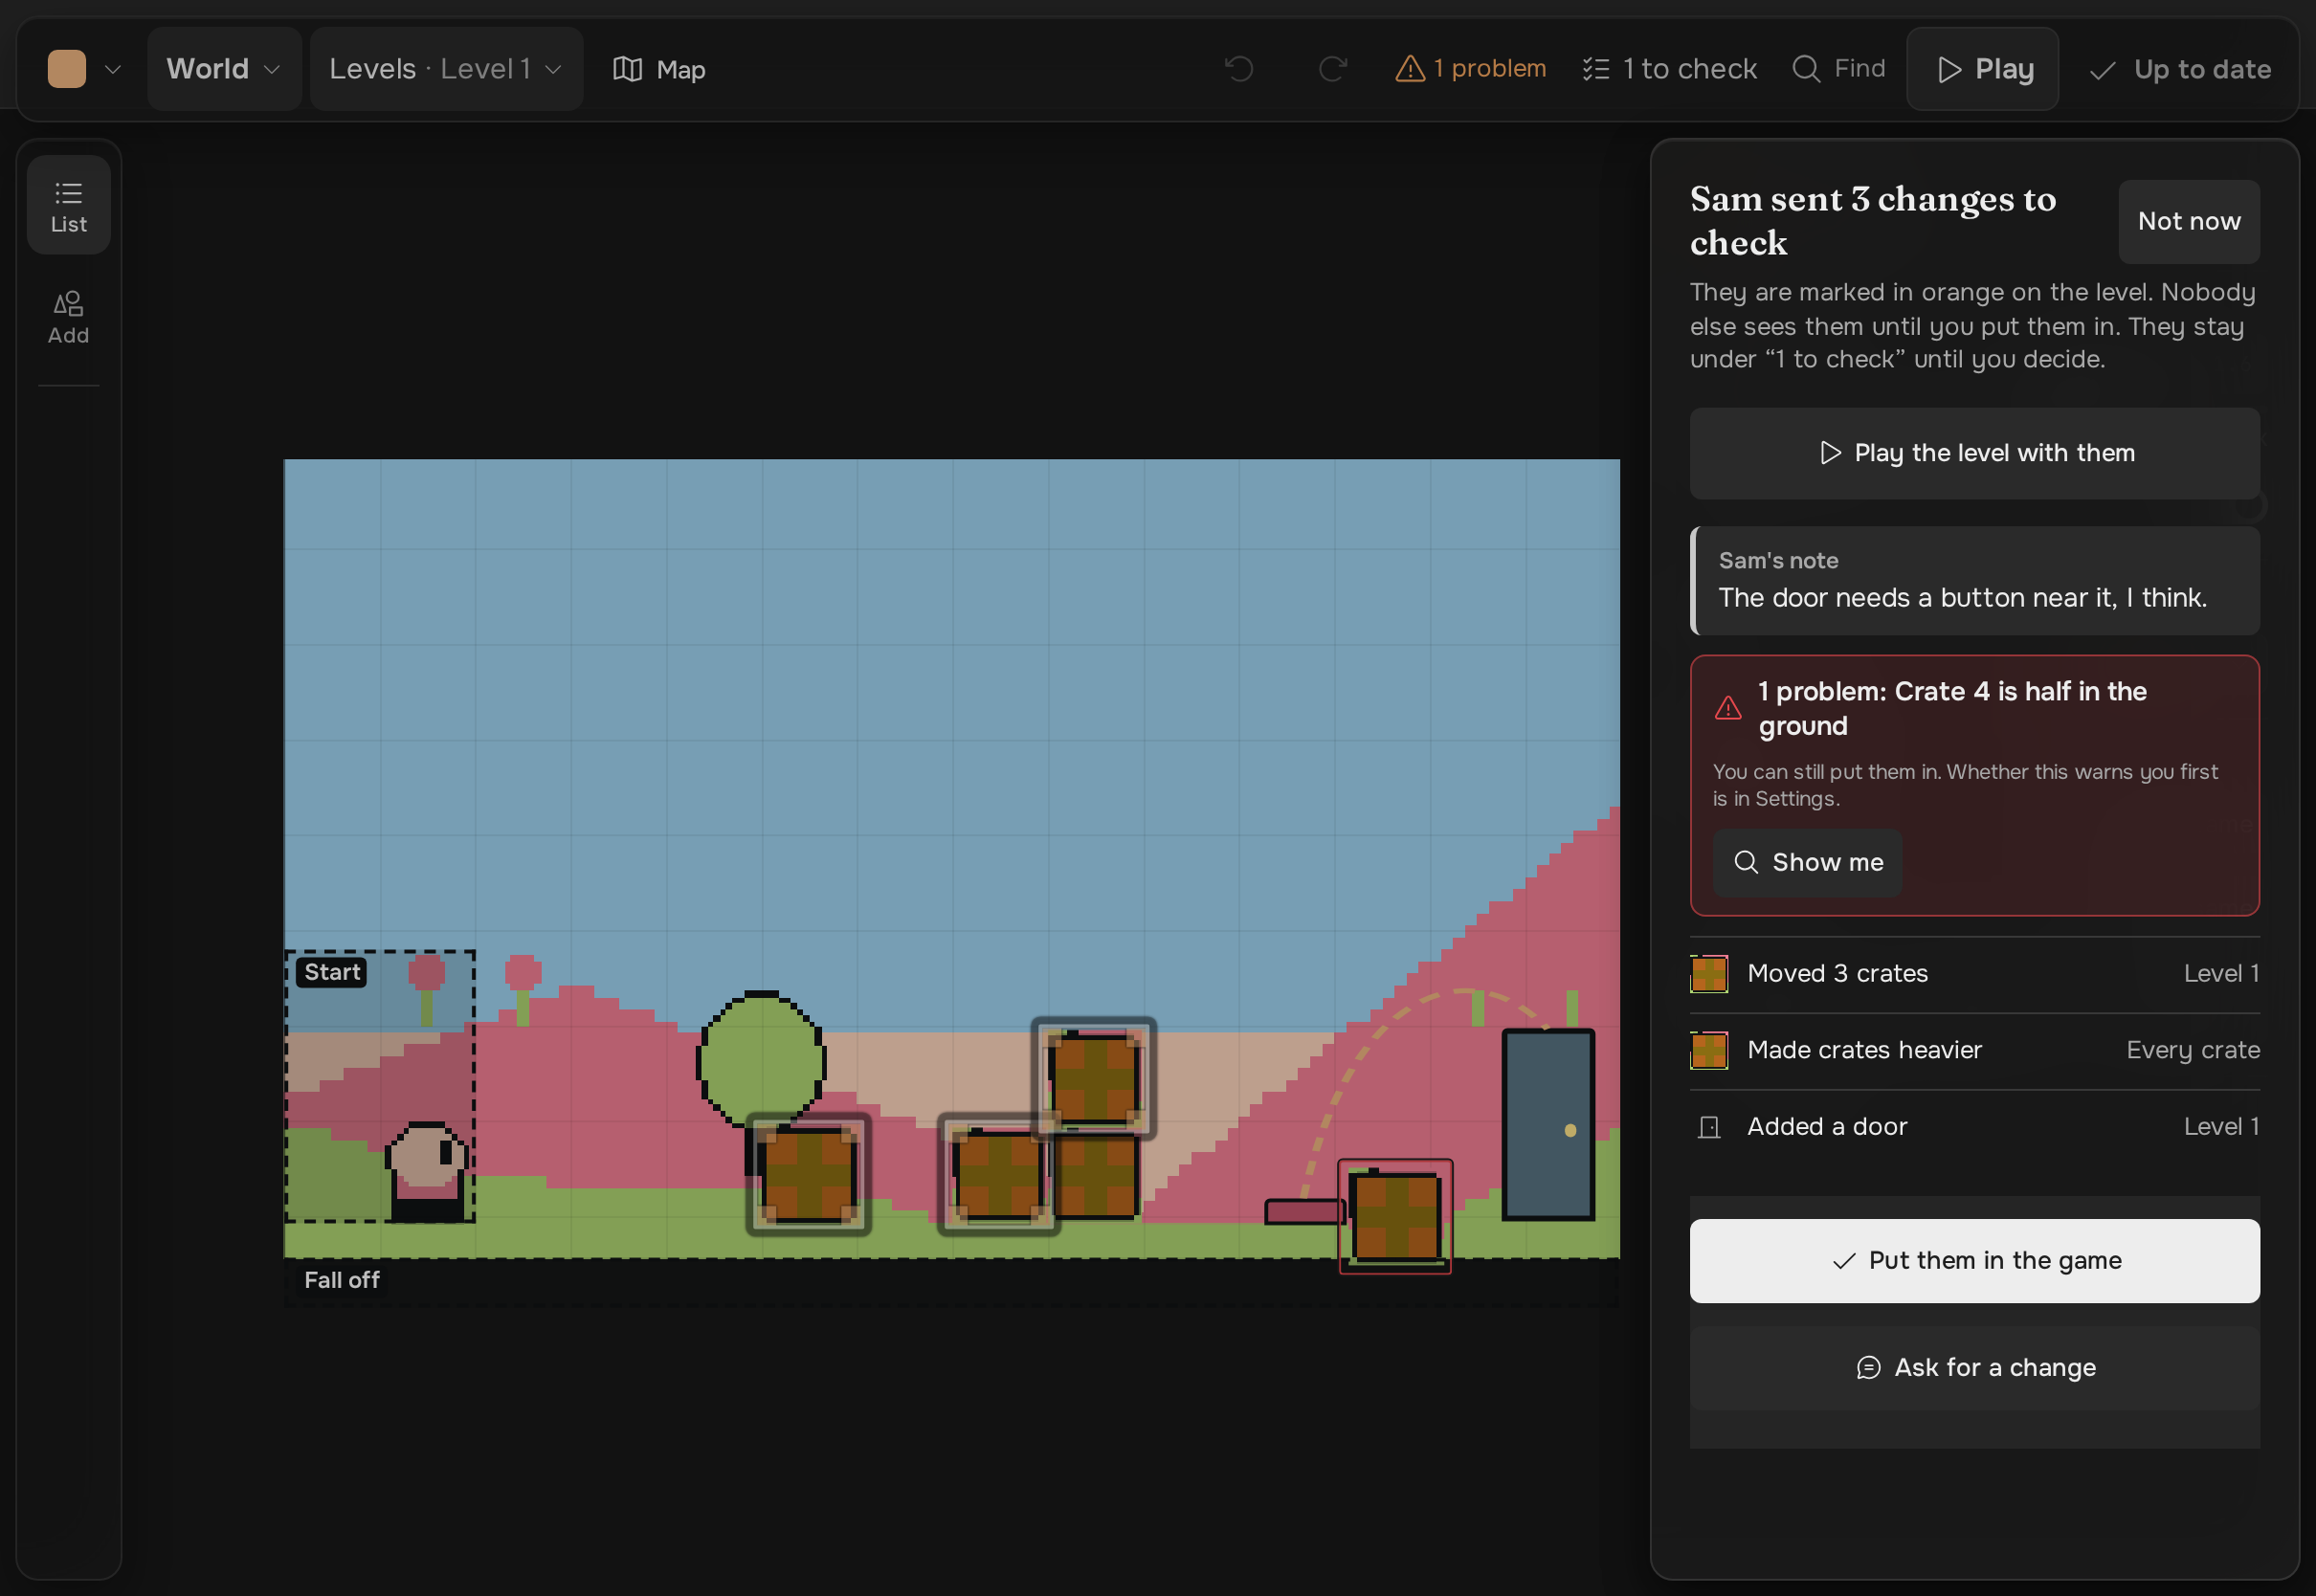 World
Levels · Level 1
Map
1 problem
1 to check
Find
Play
Up to date
List
Add
Start
Fall off
Sam sent 3 changes to
check
Not now
They are marked in orange on the level. Nobody
else sees them until you put them in. They stay
under “1 to check” until you decide.
Play the level with them
Sam's note
The door needs a button near it, I think.
1 problem: Crate 4 is half in the
ground
You can still put them in. Whether this warns you first
is in Settings.
Show me
Moved 3 crates
Level 1
Made crates heavier
Every crate
Added a door
Level 1
Put them in the game
Ask for a change